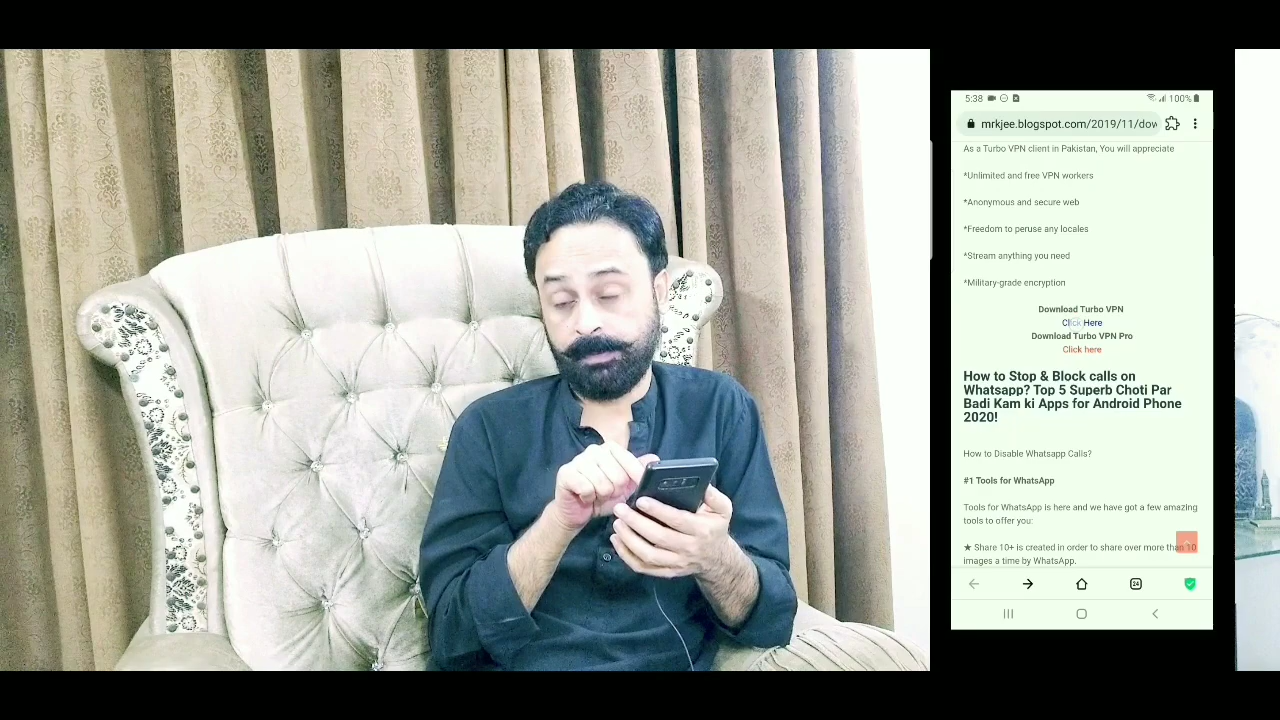 5:38
100%
mrkjee.blogspot.com/2019/11/dow
As a Turbo VPN client in Pakistan, You will appreciate
*Unlimited and free VPN workers
*Anonymous and secure web
*Freedom to peruse any locales
*Stream anything you need
*Military-grade encryption
Download Turbo VPN
Click Here
Download Turbo VPN Pro
Click here
How to Stop & Block calls on
Whatsapp? Top 5 Superb Choti Par
Badi Kam ki Apps for Android Phone
2020!
How to Disable Whatsapp Calls?
#1 Tools for WhatsApp
Tools for WhatsApp is here and we have got a few amazing
tools to offer you:
★ Share 10+ is created in order to share over more than 10
images a time by WhatsApp.
24